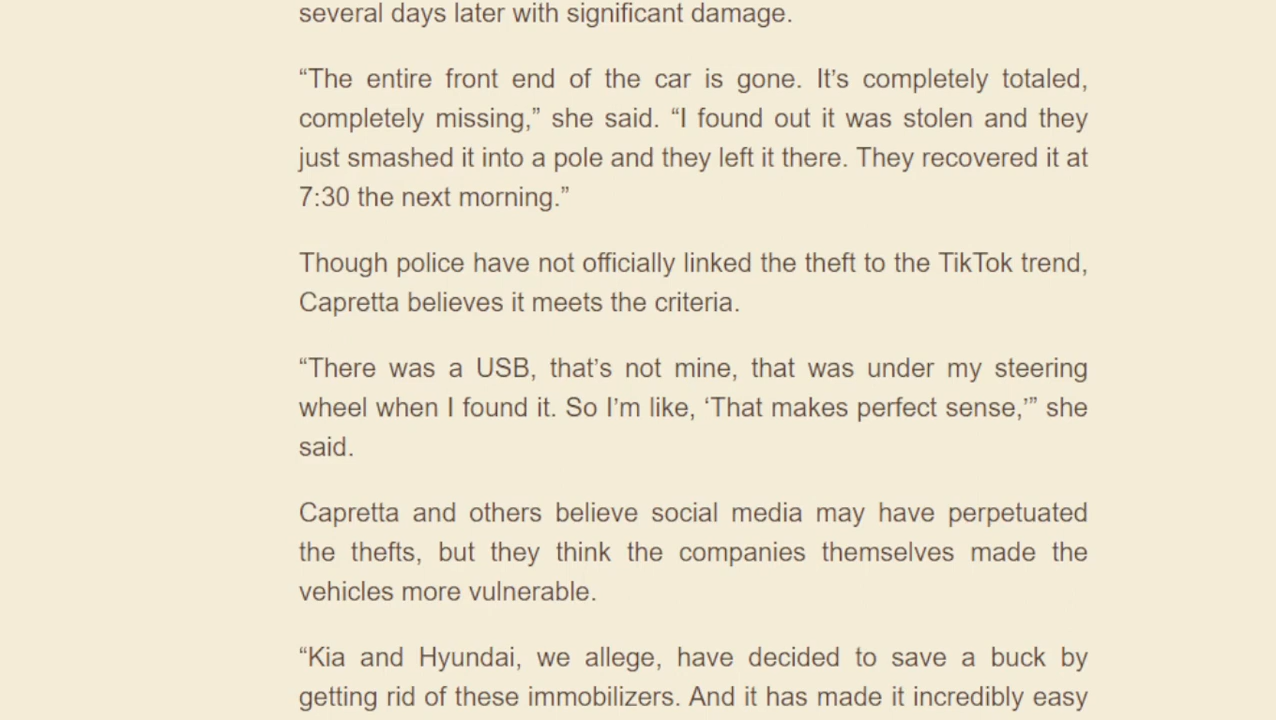 several days later with significant damage.
“The entire front end of the car is gone. It’s completely totaled,
completely missing,” she said. “I found out it was stolen and they
just smashed it into a pole and they left it there. They recovered it at
7:30 the next morning.”
Though police have not officially linked the theft to the TikTok trend,
Capretta believes it meets the criteria.
“There was a USB, that’s not mine, that was under my steering
wheel when I found it. So I’m like, ‘That makes perfect sense,’” she
said.
Capretta and others believe social media may have perpetuated
the thefts, but they think the companies themselves made the
vehicles more vulnerable.
“Kia and Hyundai, we allege, have decided to save a buck by
getting rid of these immobilizers. And it has made it incredibly easy